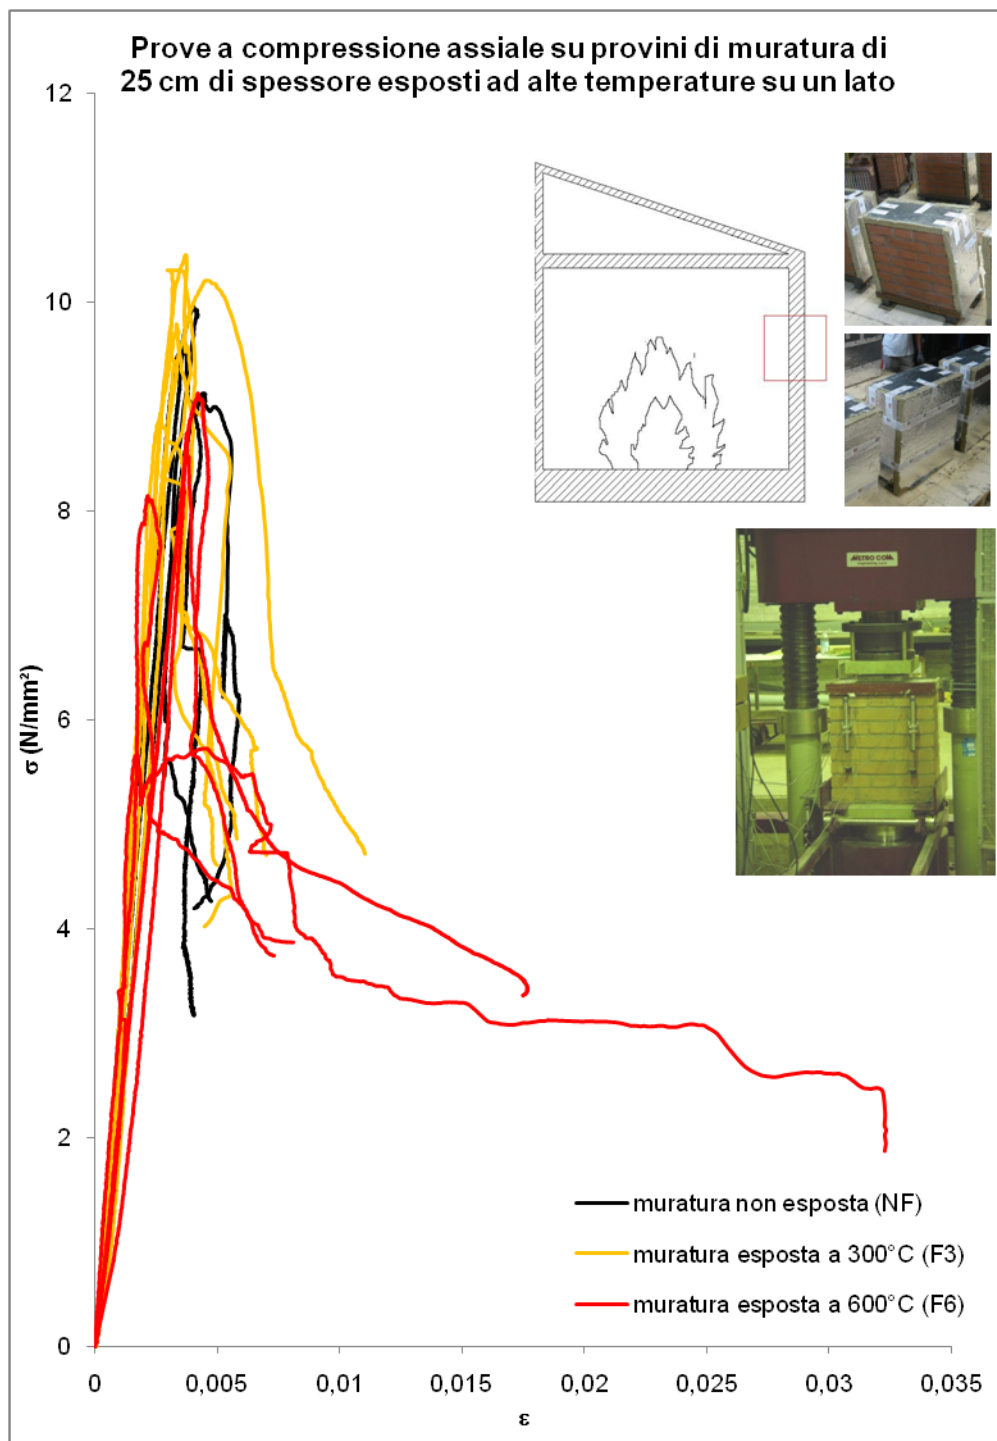 Prove a compressione assiale su provini di muratura di
25 cm di spessore esposti ad alte temperature su un lato
12
10
8
6
4
2
0
σ (N/mm²)
0
0,005
0,01
0,015
0,02
0,025
0,03
0,035
ε
METRO COM
muratura non esposta (NF)
muratura esposta a 300°C (F3)
muratura esposta a 600°C (F6)